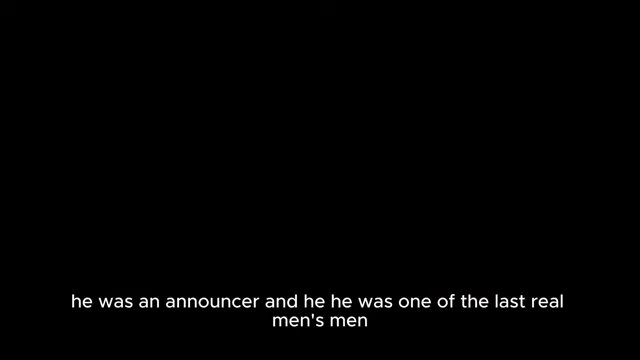 he was an announcer and he he was one of the last real
men's men